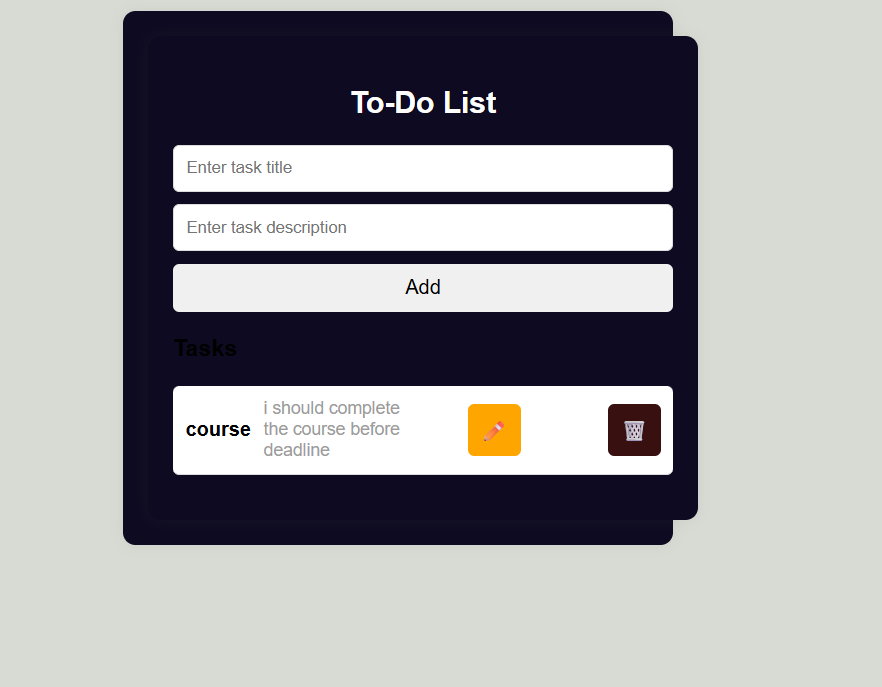 To-Do List
Enter task title
Enter task description
Add
Tasks
course
i should complete
the course before
deadline